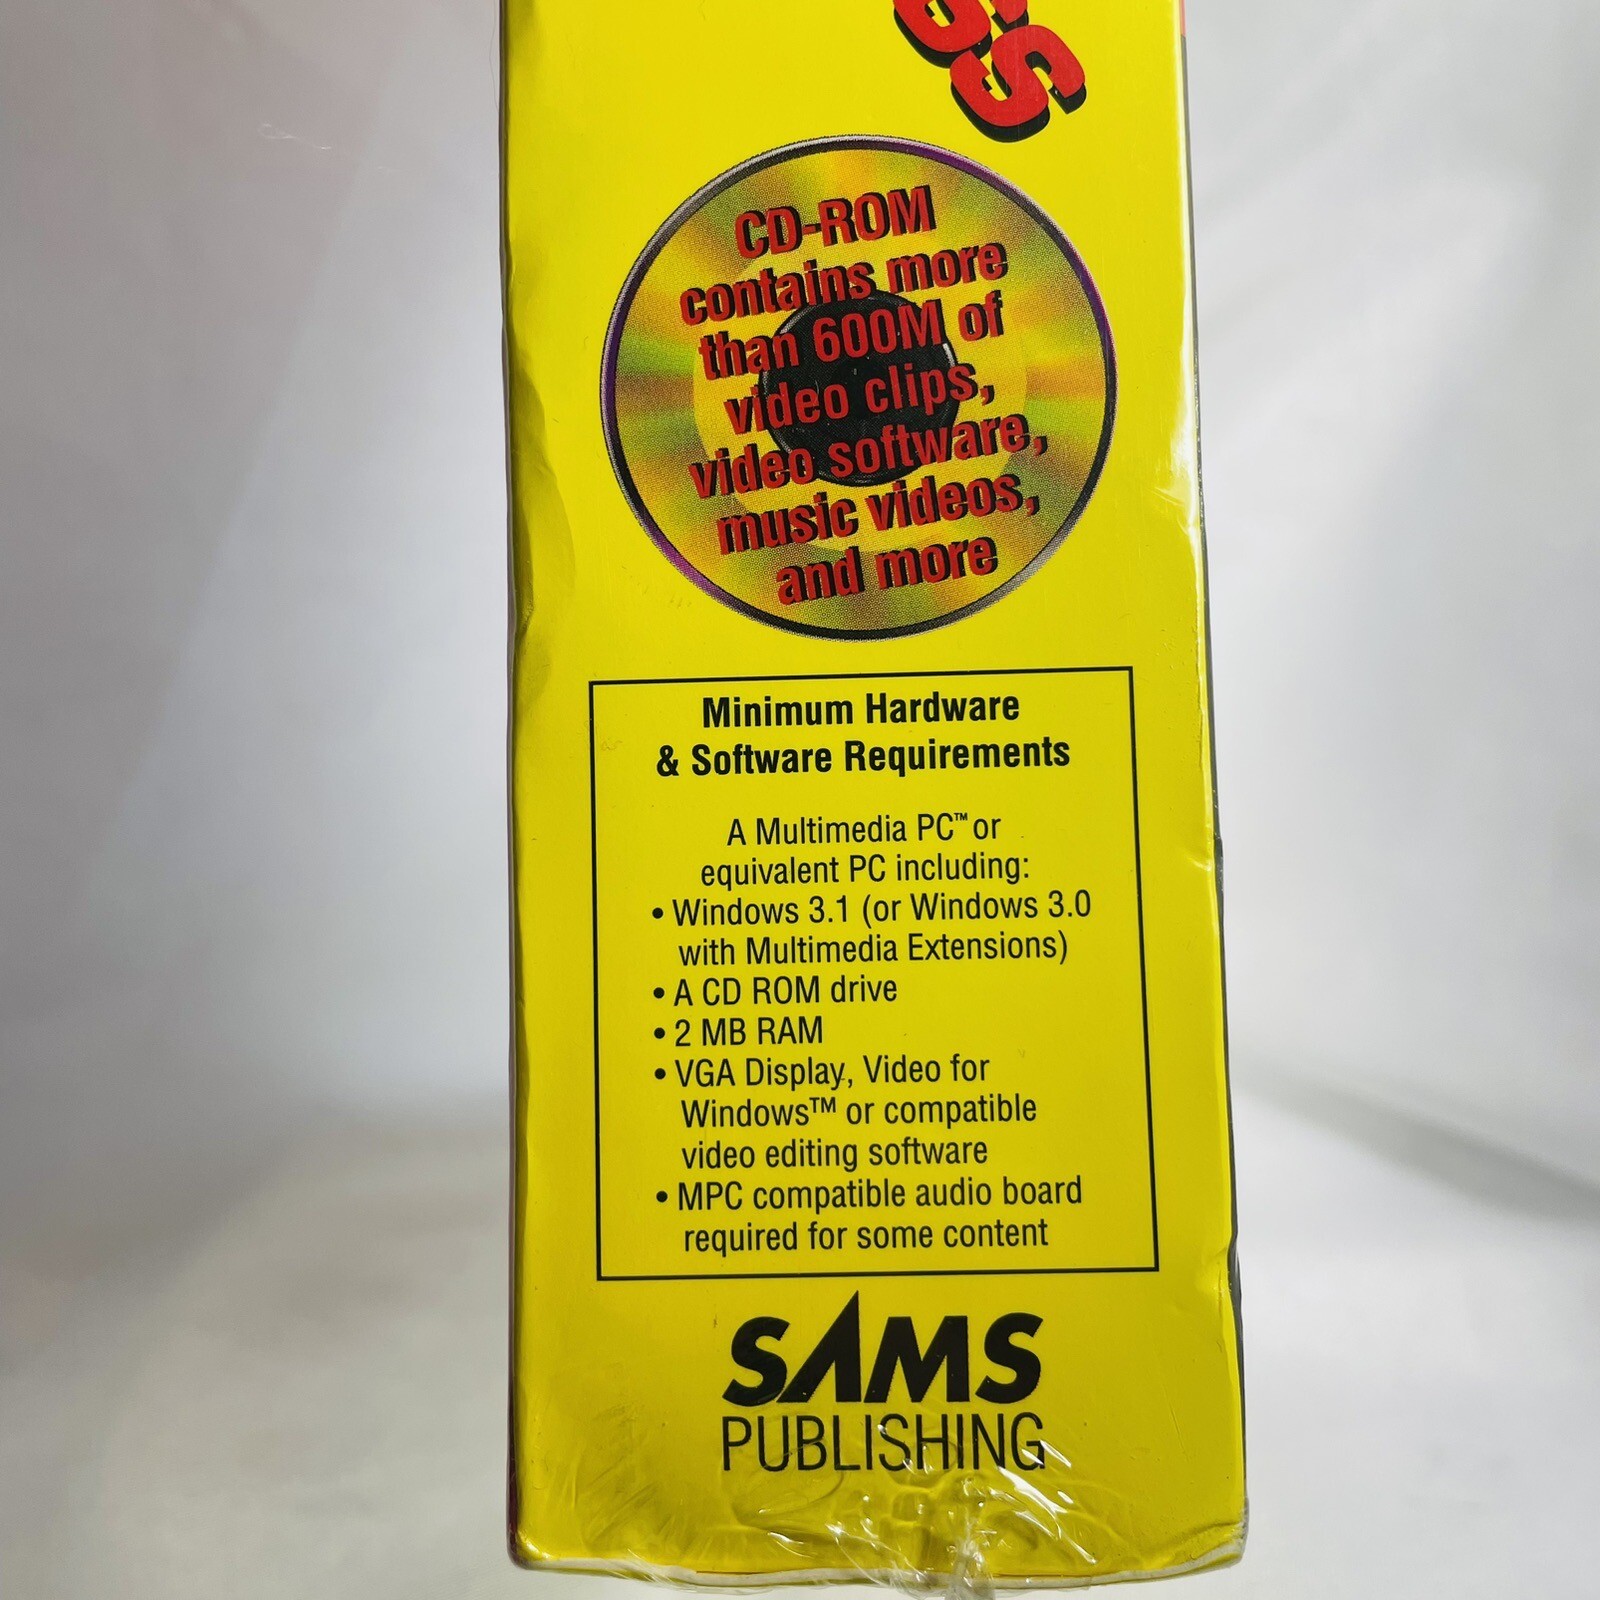 CD-ROM
contains more
than 600M of
video clips,
video software,
music videos,
and more
Minimum Hardware
& Software Requirements
A Multimedia PC™ or
equivalent PC including:
• Windows 3.1 (or Windows 3.0
with Multimedia Extensions)
• A CD ROM drive
• 2 MB RAM
• VGA Display, Video for
Windows™ or compatible
video editing software
• MPC compatible audio board
required for some content
SAMS
PUBLISHING